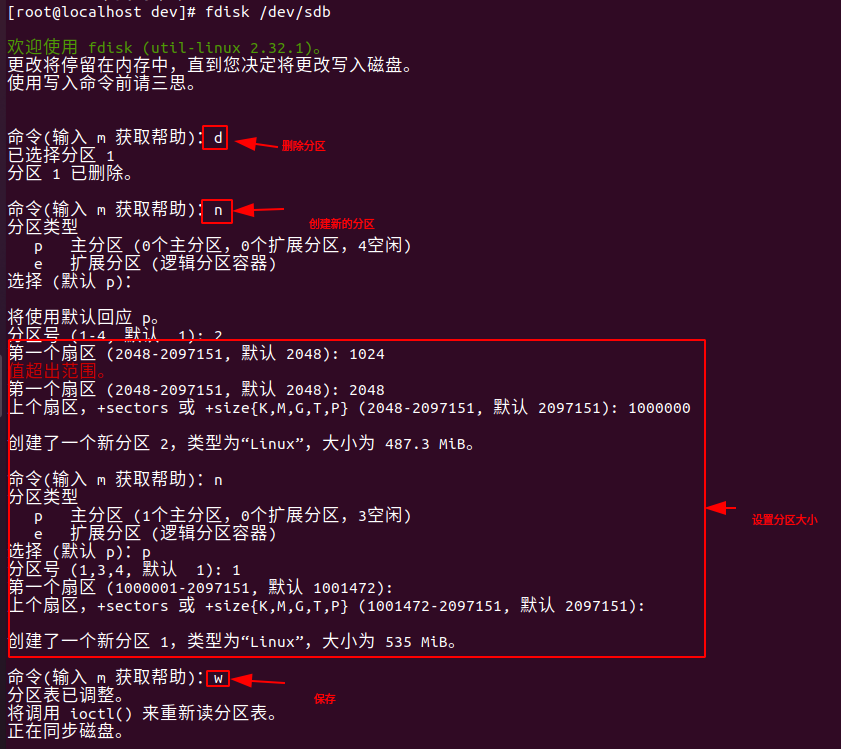 [root@localhost dev]# fdisk /dev/sdb
欢迎使用 fdisk (util-linux 2.32.1)。
更改将停留在内存中，直到您决定将更改写入磁盘。
使用写入命令前请三思。
命令(输入 m 获取帮助)：d
删除分区
已选择分区 1
分区 1 已删除。
命令(输入 m 获取帮助)：n
创建新的分区
分区类型
p 主分区 (0个主分区，0个扩展分区，4空闲)
e 扩展分区 (逻辑分区容器)
选择 (默认 p)：
将使用默认回应 p。
分区号 (1-4, 默认 1): 2
第一个扇区 (2048-2097151, 默认 2048): 1024
值超出范围。
第一个扇区 (2048-2097151, 默认 2048): 2048
上个扇区，+sectors 或 +size{K,M,G,T,P} (2048-2097151, 默认 2097151): 1000000
创建了一个新分区 2，类型为“Linux”，大小为 487.3 MiB。
命令(输入 m 获取帮助)：n
分区类型
p 主分区 (1个主分区，0个扩展分区，3空闲)
设置分区大小
e 扩展分区 (逻辑分区容器)
选择 (默认 p)：p
分区号 (1,3,4, 默认 1): 1
第一个扇区 (1000001-2097151, 默认 1001472):
上个扇区，+sectors 或 +size{K,M,G,T,P} (1001472-2097151, 默认 2097151):
创建了一个新分区 1，类型为“Linux”，大小为 535 MiB。
命令(输入 m 获取帮助)：w
保存
分区表已调整。
将调用 ioctl() 来重新读分区表。
正在同步磁盘。